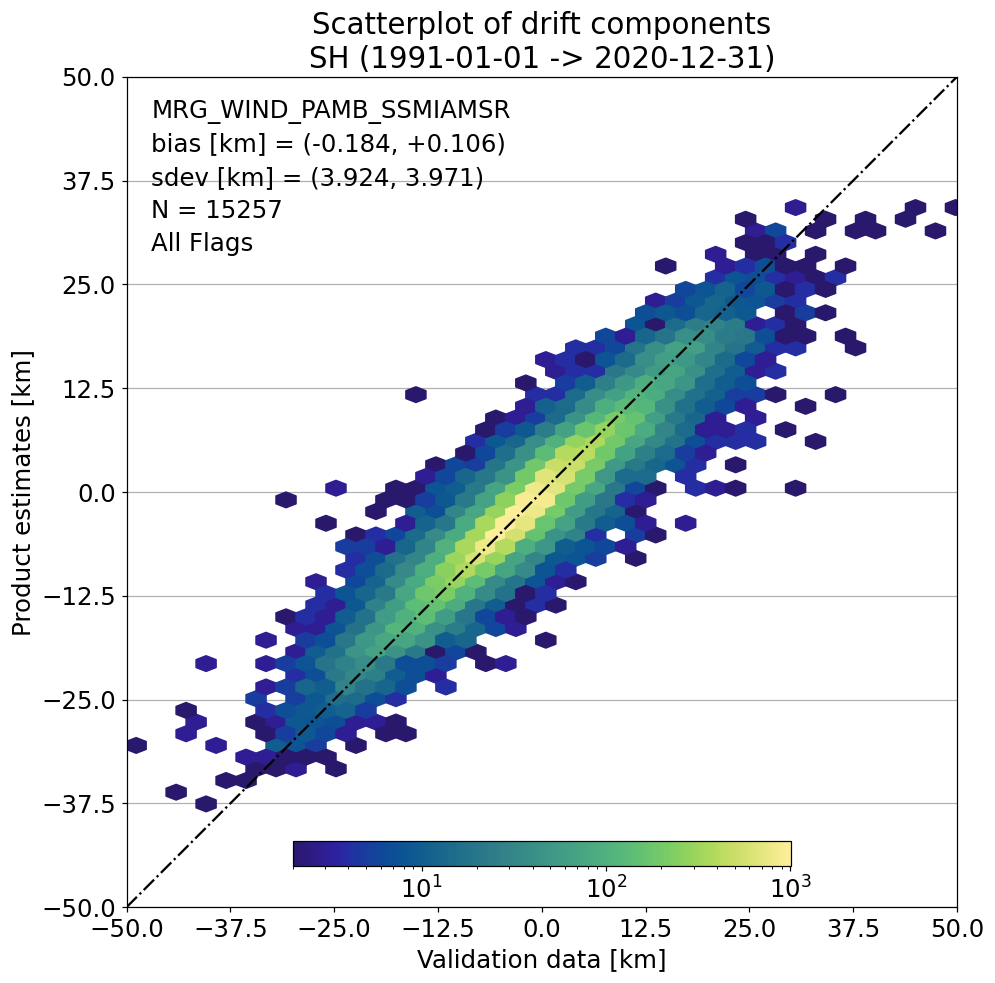 Scatterplot of drift components
SH (1991-01-01 -> 2020-12-31)
50.0
MRG_WIND_PAMB_SSMIAMSR
bias [km] = (-0.184, +0.106)
sdev [km] = (3.924, 3.971)
37.5
N = 15257
All Flags
25.0
12.5
Product estimates [km]
0.0
−12.5
−25.0
−37.5
10¹ 10² 10³
−50.0
−50.0 −37.5 −25.0 −12.5 0.0 12.5 25.0 37.5 50.0
Validation data [km]